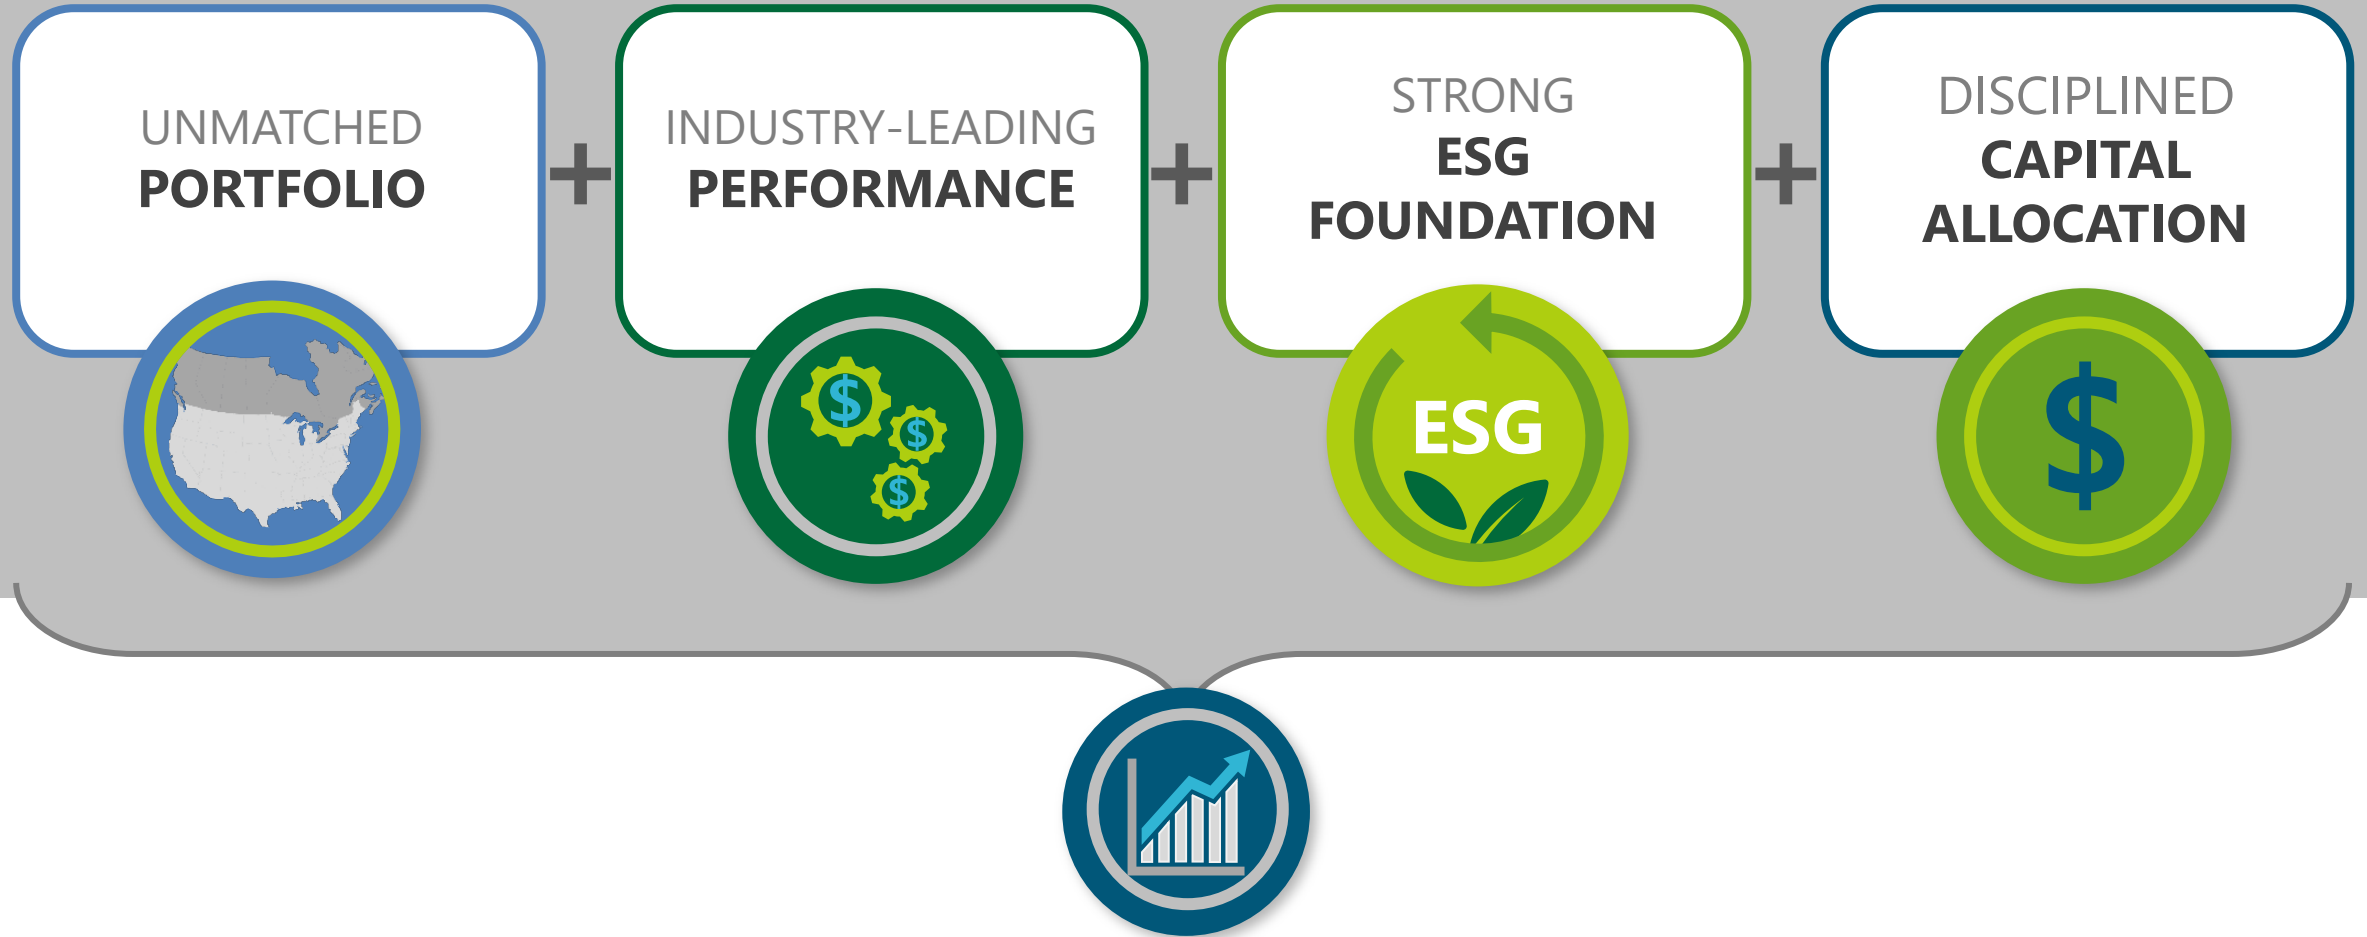 UNMATCHED
PORTFOLIO
+
INDUSTRY-LEADING
PERFORMANCE
+
STRONG
ESG
FOUNDATION
+
DISCIPLINED
CAPITAL
ALLOCATION
$
$
$
ESG
$